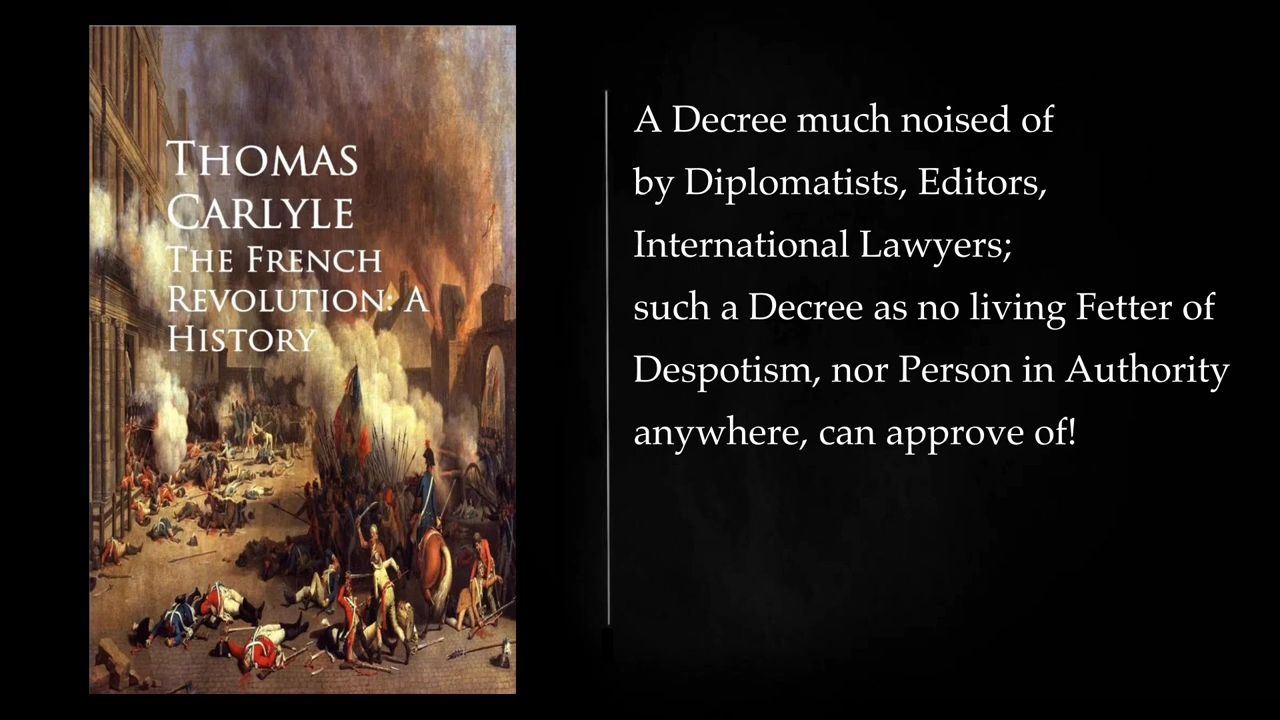 THOMAS
CARLYLE
THE FRENCH
REVOLUTION: A
HISTORY
A Decree much noised of
by Diplomatists, Editors,
International Lawyers;
such a Decree as no living Fetter of
Despotism, nor Person in Authority
anywhere, can approve of!